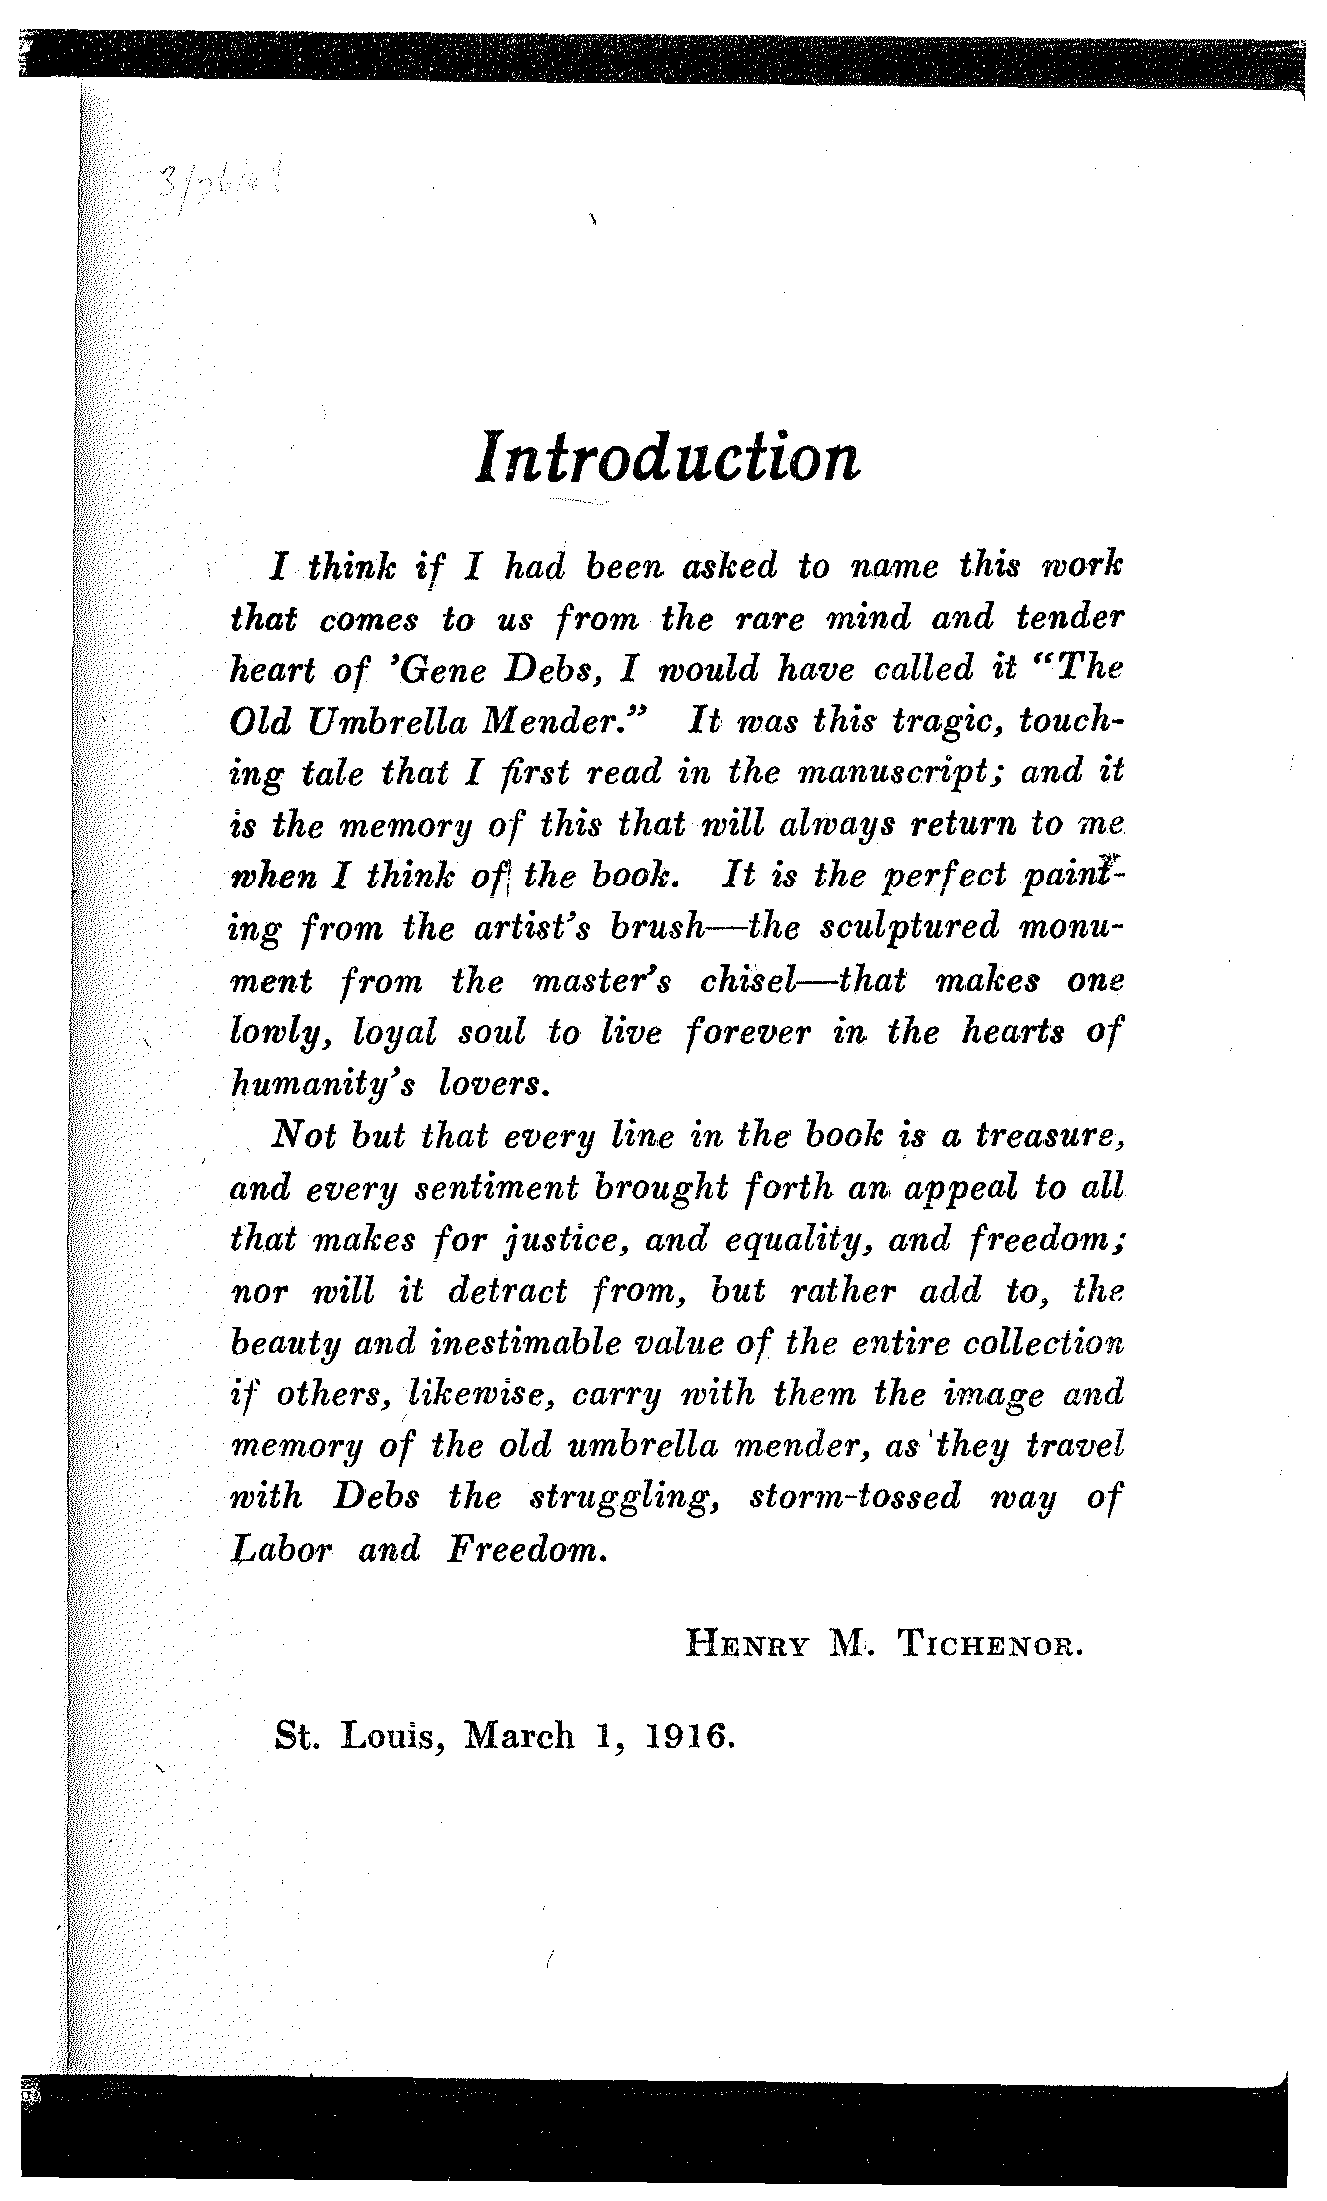 Introduction
I think if I had been asked to name this work
that comes to us from the rare mind and tender
heart of ’Gene Debs, I would have called it “The
Old Umbrella Mender.” It was this tragic, touch-
ing tale that I first read in the manuscript; and it
is the memory of this that will always return to me
when I think of the book. It is the perfect paint-
ing from the artist’s brush—the sculptured monu-
ment from the master’s chisel—that makes one
lowly, loyal soul to live forever in the hearts of
humanity’s lovers.
Not but that every line in the book is a treasure,
and every sentiment brought forth an appeal to all
that makes for justice, and equality, and freedom;
nor will it detract from, but rather add to, the
beauty and inestimable value of the entire collection
if others, likewise, carry with them the image and
memory of the old umbrella mender, as they travel
with Debs the struggling, storm-tossed way of
Labor and Freedom.
HENRY M. TICHENOR.
St. Louis, March 1, 1916.